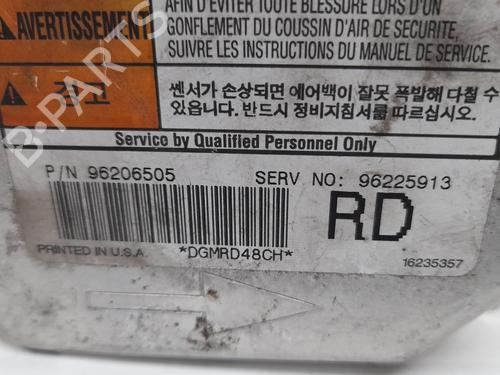 AFIN D'ÉVITER TOUTE BLESSURE LORS D'UN
AVERTISSEMENT
GONFLEMENT DU COUSSIN D'AIR DE SECURITE,
SUIVRE LES INSTRUCTIONS DU MANUEL DE SERVICE.
경고
쎈서가 손상되면 에어백이 잘못 폭발해 다칠 수
있습니다. 반드시 정비지침서를 따르십시오.
Service by Qualified Personnel Only
P/N 96206505 SERV NO: 96225913
RD
PRINTED IN U.S.A. *DGMRD48CH* 16235357
B-PARTS
B-PARTS